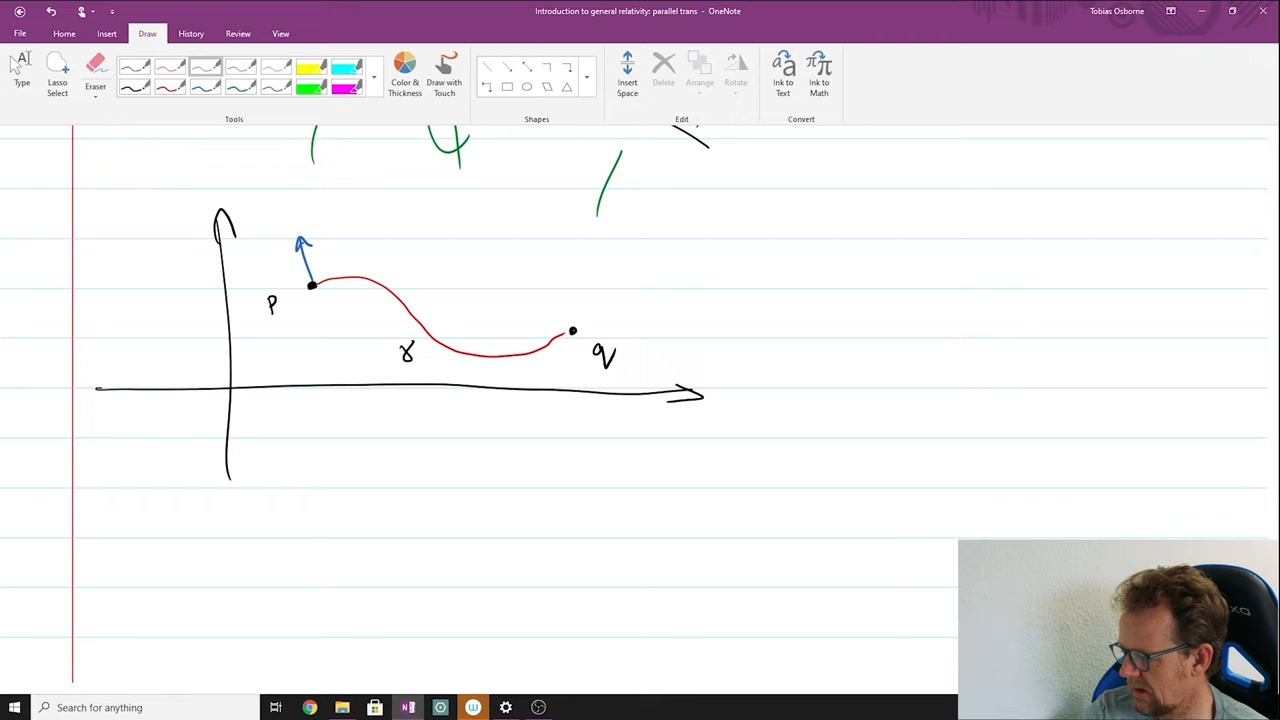 Introduction to general relativity: parallel trans - OneNote
Tobias Osborne
File Home Insert Draw History Review View
Type
Lasso Select
Eraser
Color & Thickness
Draw with Touch
Insert Space
Delete
Arrange
Rotate
Ink to Text
Ink to Math
Tools
Shapes
Edit
Convert
p
γ
q
Search for anything